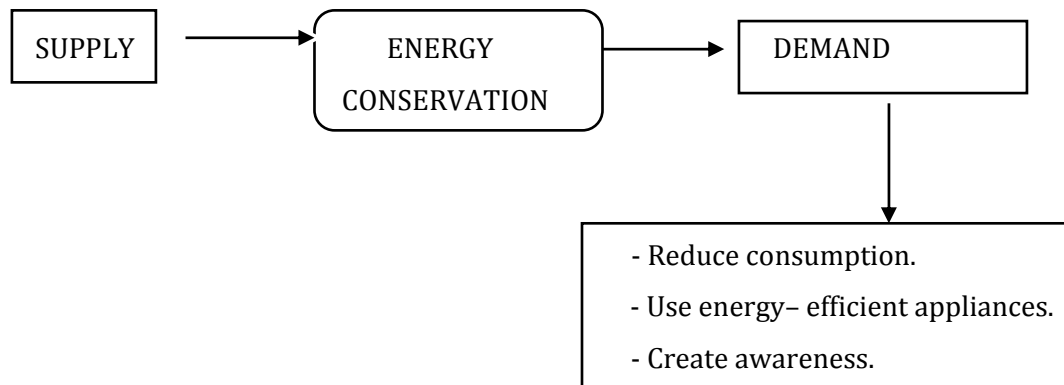 SUPPLY
ENERGY
CONSERVATION
DEMAND
- Reduce consumption.
- Use energy– efficient appliances.
- Create awareness.